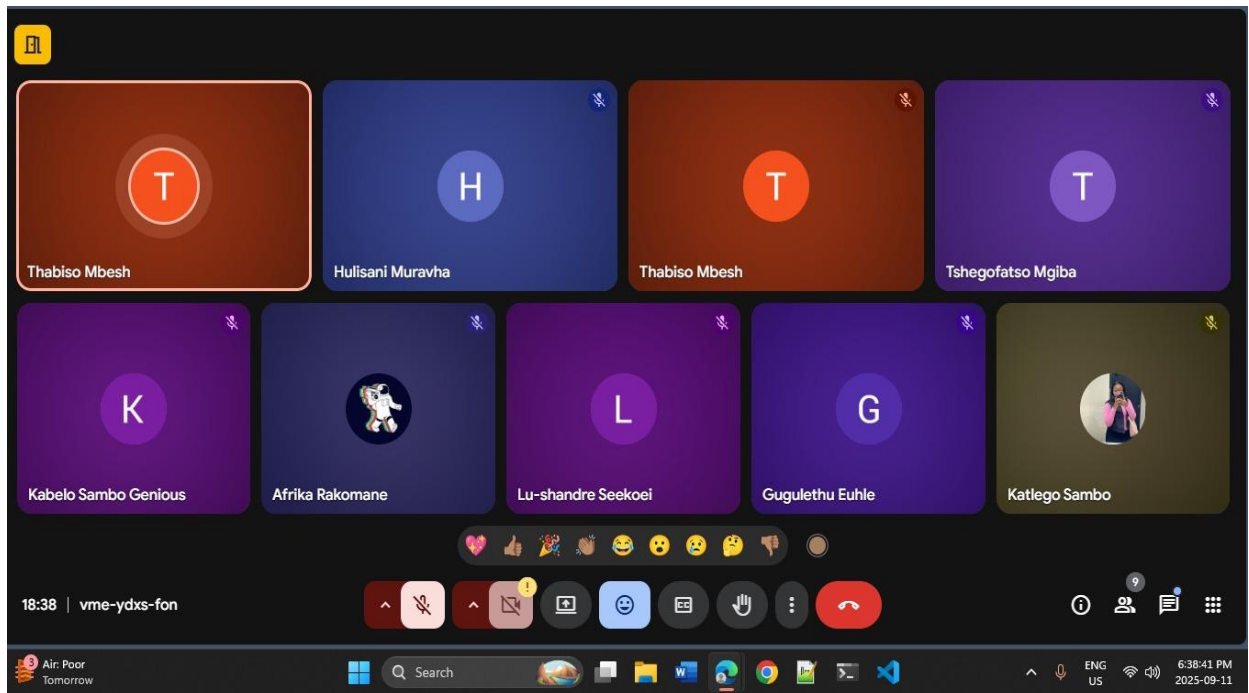 T
H
T
T
Thabiso Mbesh
Hulisani Muravha
Thabiso Mbesh
Tshegofatso Mgiba
K
L
G
Kabelo Sambo Genious
Afrika Rakomane
Lu-shandre Seekoei
Gugulethu Euhle
Katlego Sambo
18:38 | vme-ydxs-fon
!
CC
9
3
Air: Poor
Tomorrow
Search
W
ENG
US
6:38:41 PM
2025-09-11